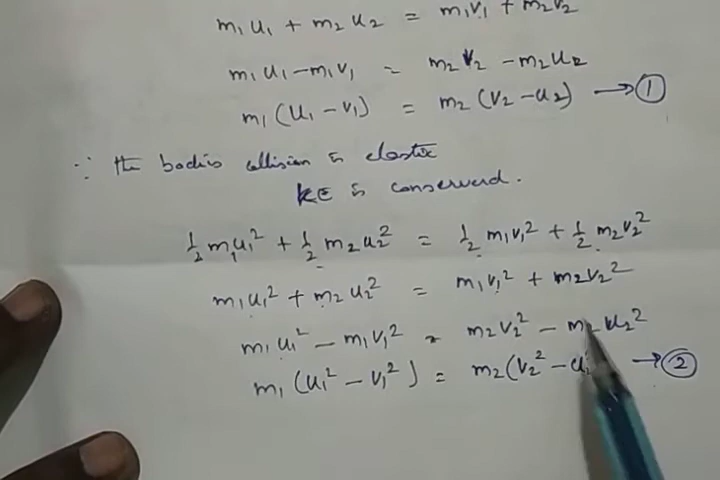 m₁u₁ + m₂u₂ = m₁v₁ + m₂v₂
m₁u₁ - m₁v₁ = m₂v₂ - m₂u₂
m₁(u₁ - v₁) = m₂(v₂ - u₂) → ①
∵ the bodies collision is elastic
KE is conserved.
½m₁u₁² + ½m₂u₂² = ½m₁v₁² + ½m₂v₂²
m₁u₁² + m₂u₂² = m₁v₁² + m₂v₂²
m₁u₁² - m₁v₁² = m₂v₂² - m₂u₂²
m₁(u₁² - v₁²) = m₂(v₂² - u₂ → ②